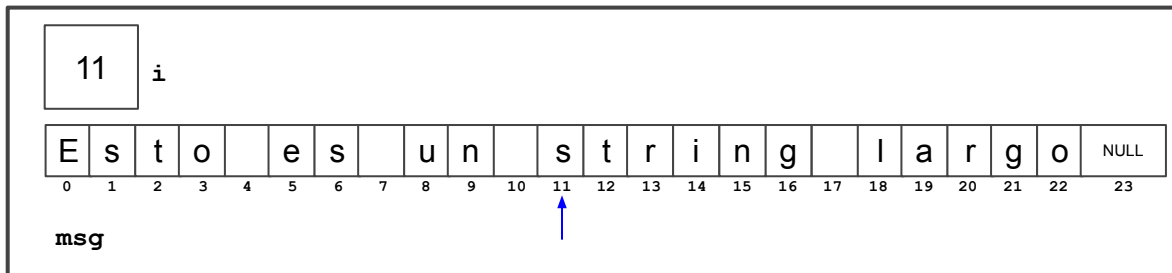 11 i
E s t o e s u n s t r i n g l a r g o NULL
0 1 2 3 4 5 6 7 8 9 10 11 12 13 14 15 16 17 18 19 20 21 22 23
msg